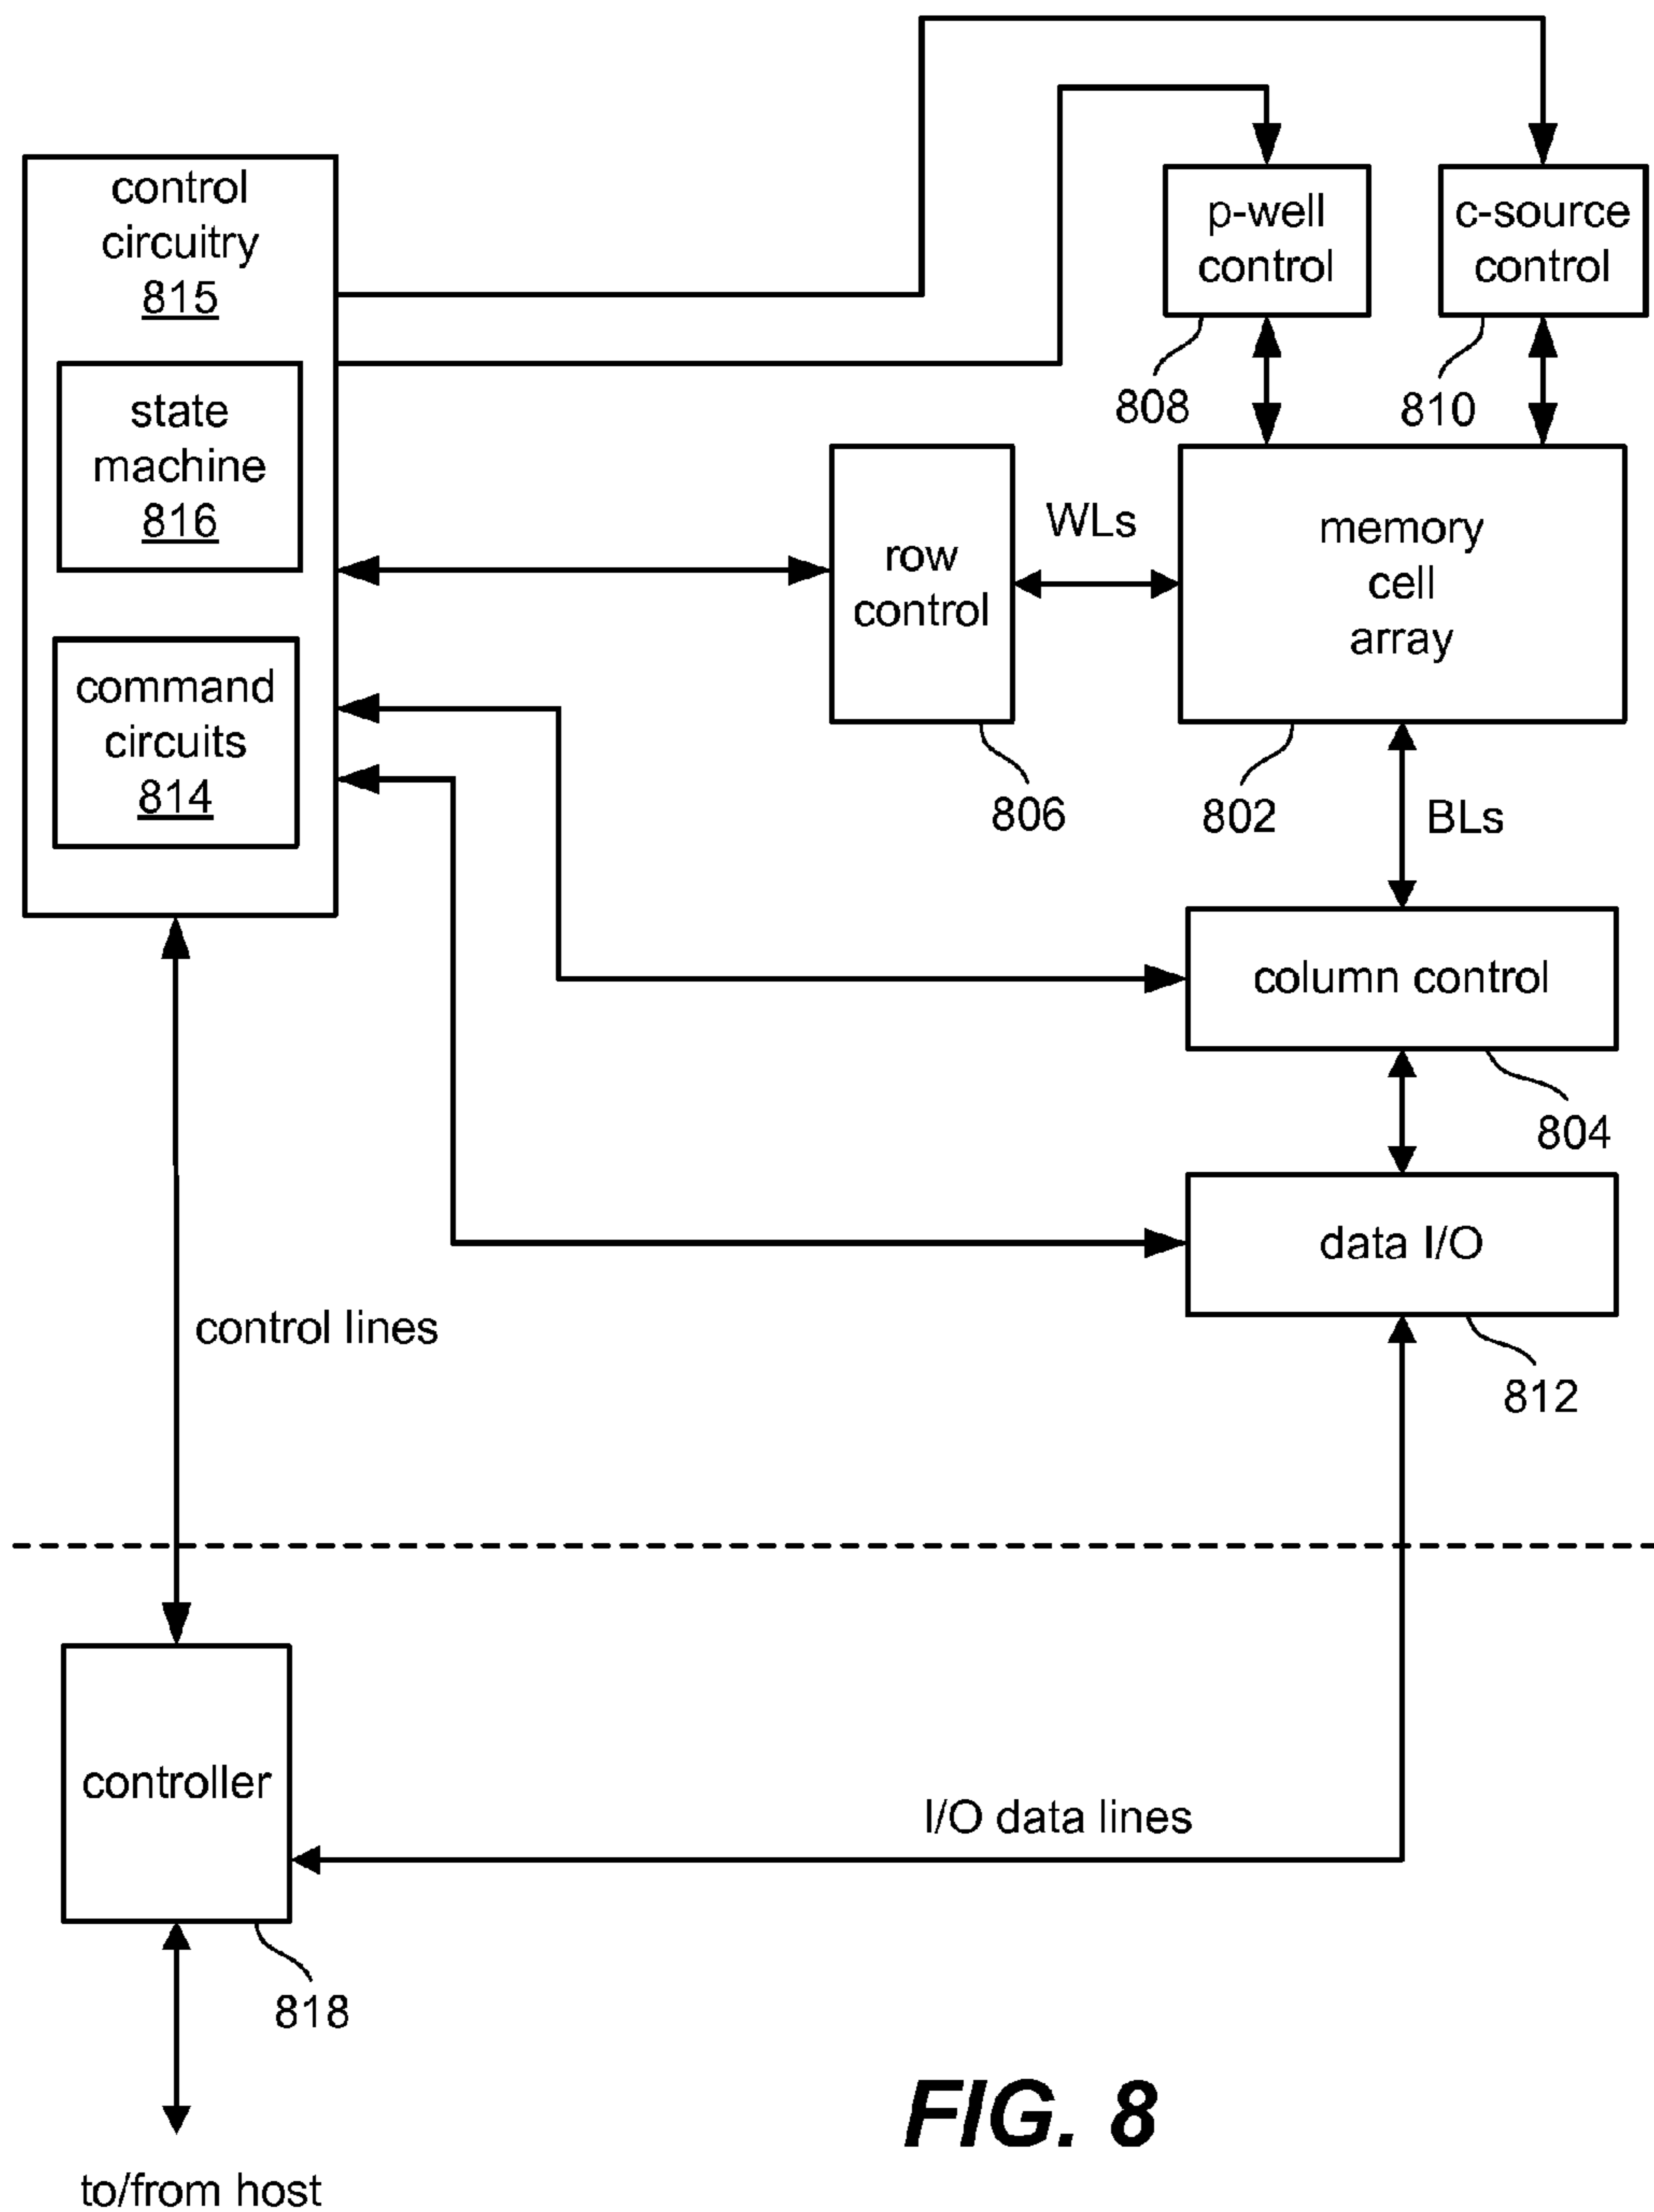 control
circuitry
815
state
machine
816
command
circuits
814
p-well
control
808
c-source
control
810
row
control
806
WLs
memory
cell
array
802
BLs
column control
804
data I/O
812
control lines
controller
818
I/O data lines
to/from host
FIG. 8